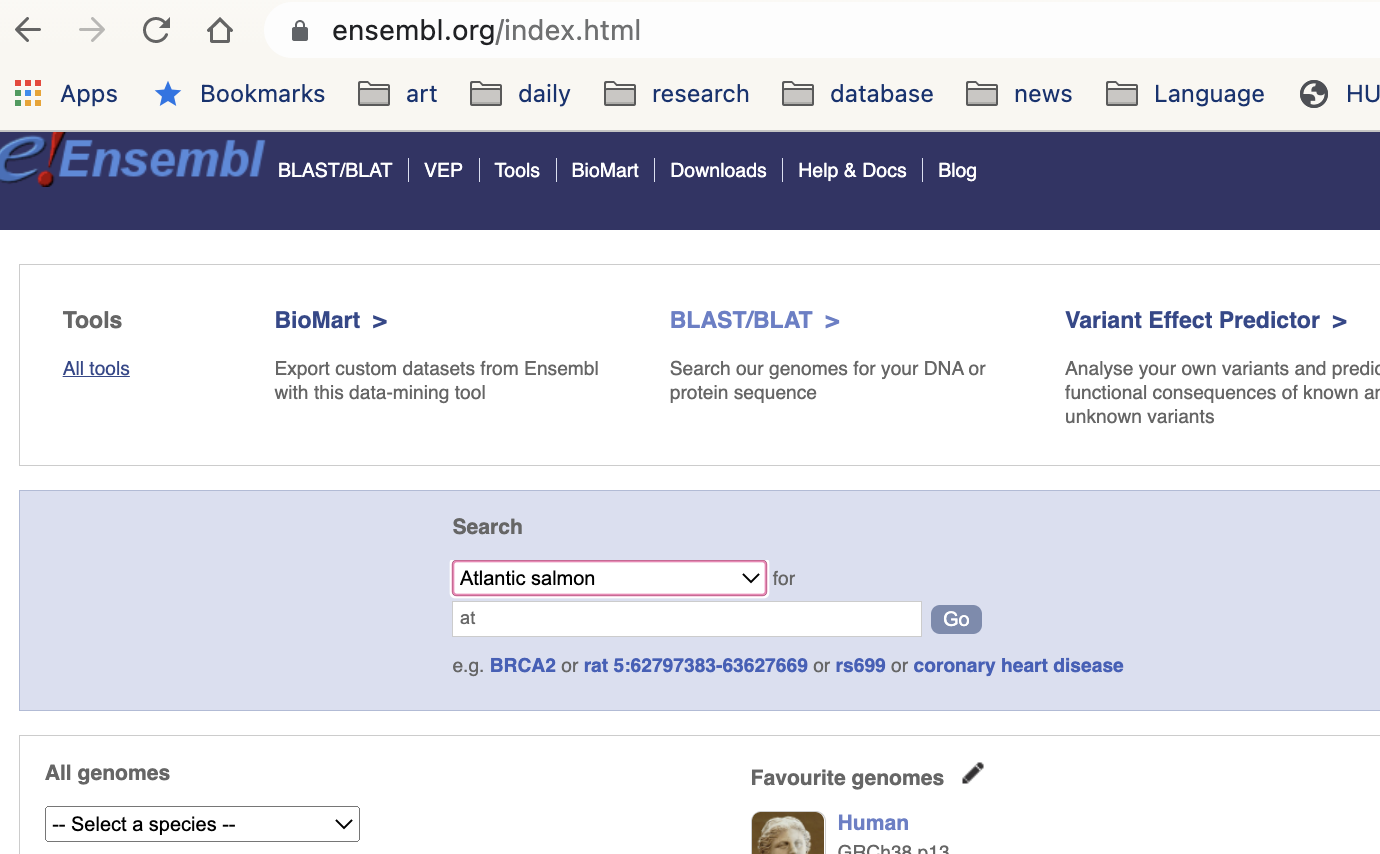 ensembl.org/index.html
Apps Bookmarks art daily research database news Language HU
e!Ensembl BLAST/BLAT VEP Tools BioMart Downloads Help & Docs Blog
Tools
All tools
BioMart >
Export custom datasets from Ensembl
with this data-mining tool
BLAST/BLAT >
Search our genomes for your DNA or
protein sequence
Variant Effect Predictor >
Analyse your own variants and predic
functional consequences of known an
unknown variants
Search
Atlantic salmon for
at Go
e.g. BRCA2 or rat 5:62797383-63627669 or rs699 or coronary heart disease
All genomes
-- Select a species --
Favourite genomes
Human
GRCh38.p13